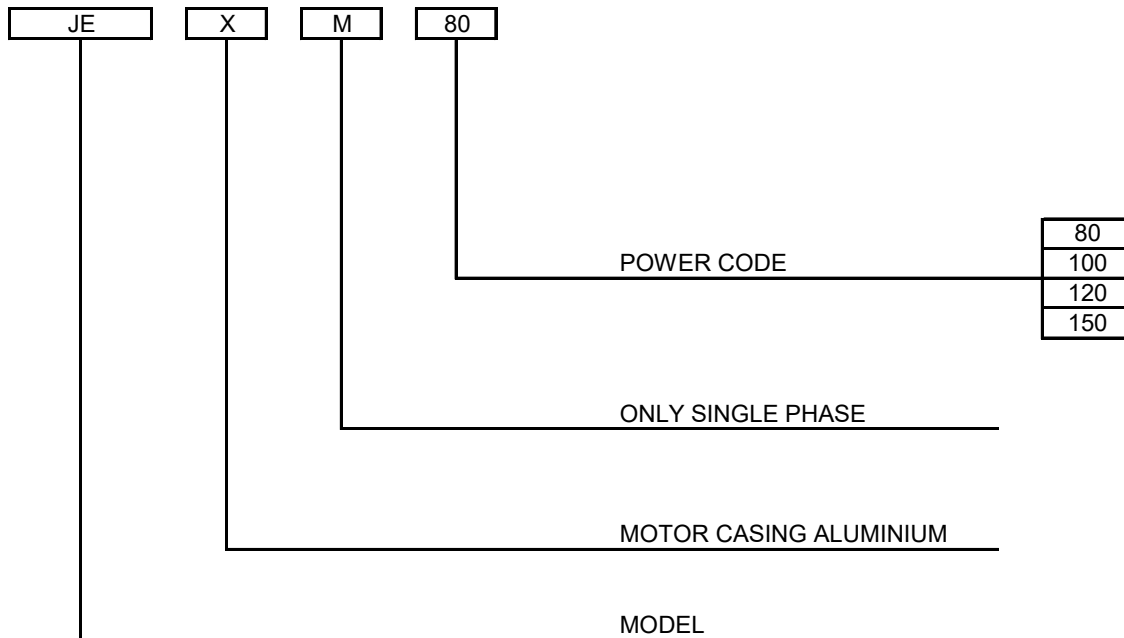 JE X M 80
80
POWER CODE 100
120
150
ONLY SINGLE PHASE
MOTOR CASING ALUMINIUM
MODEL